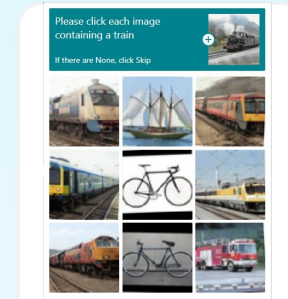 Please click each image
containing a train
If there are None, click Skip